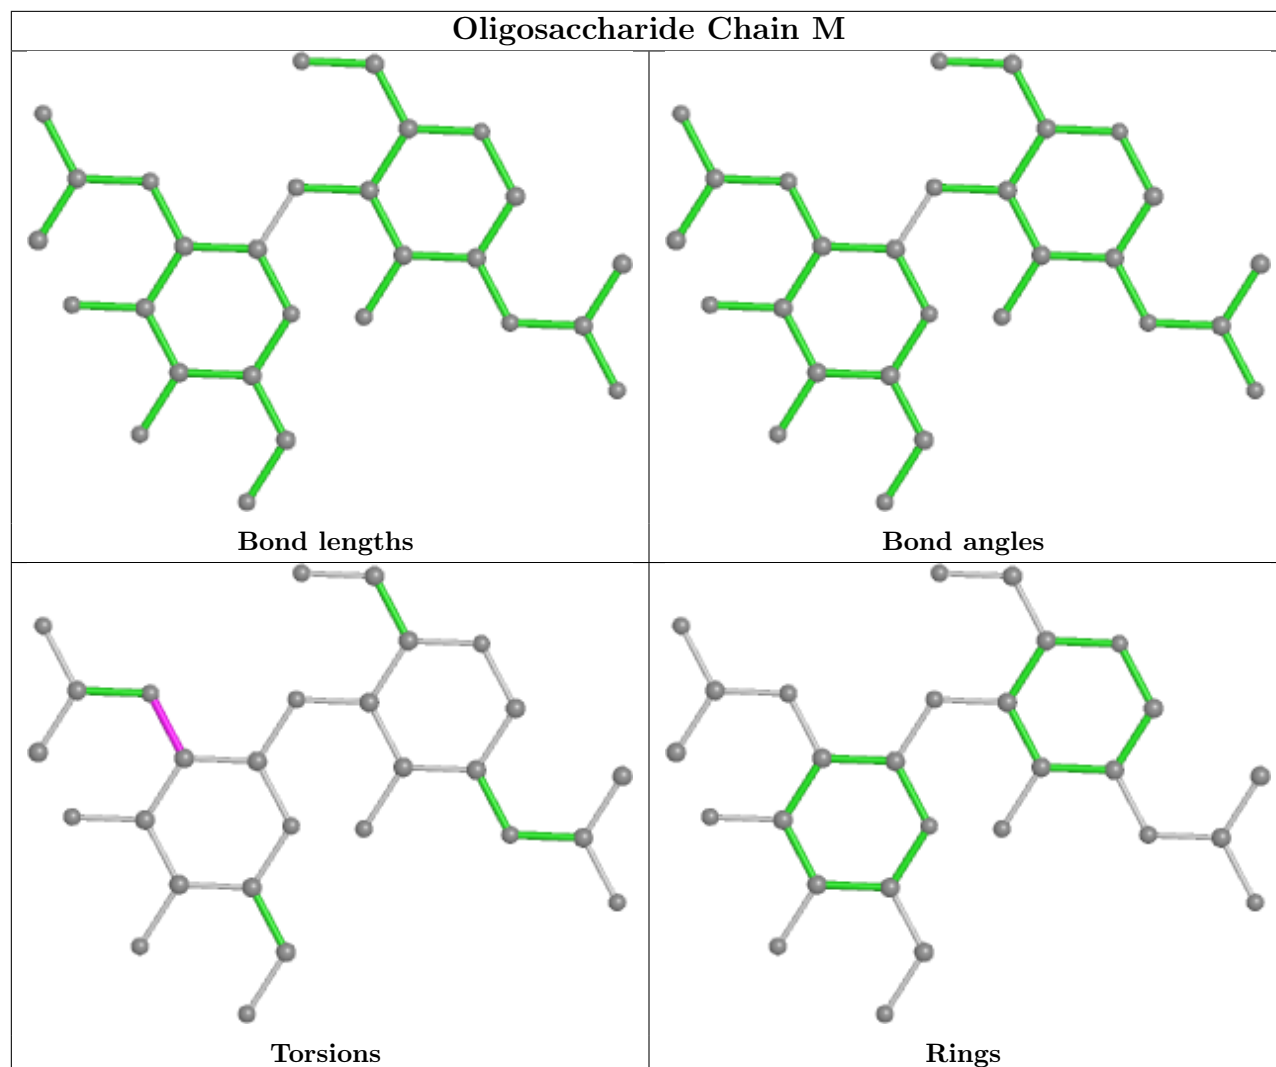 Oligosaccharide Chain M
Bond lengths
Bond angles
Torsions
Rings